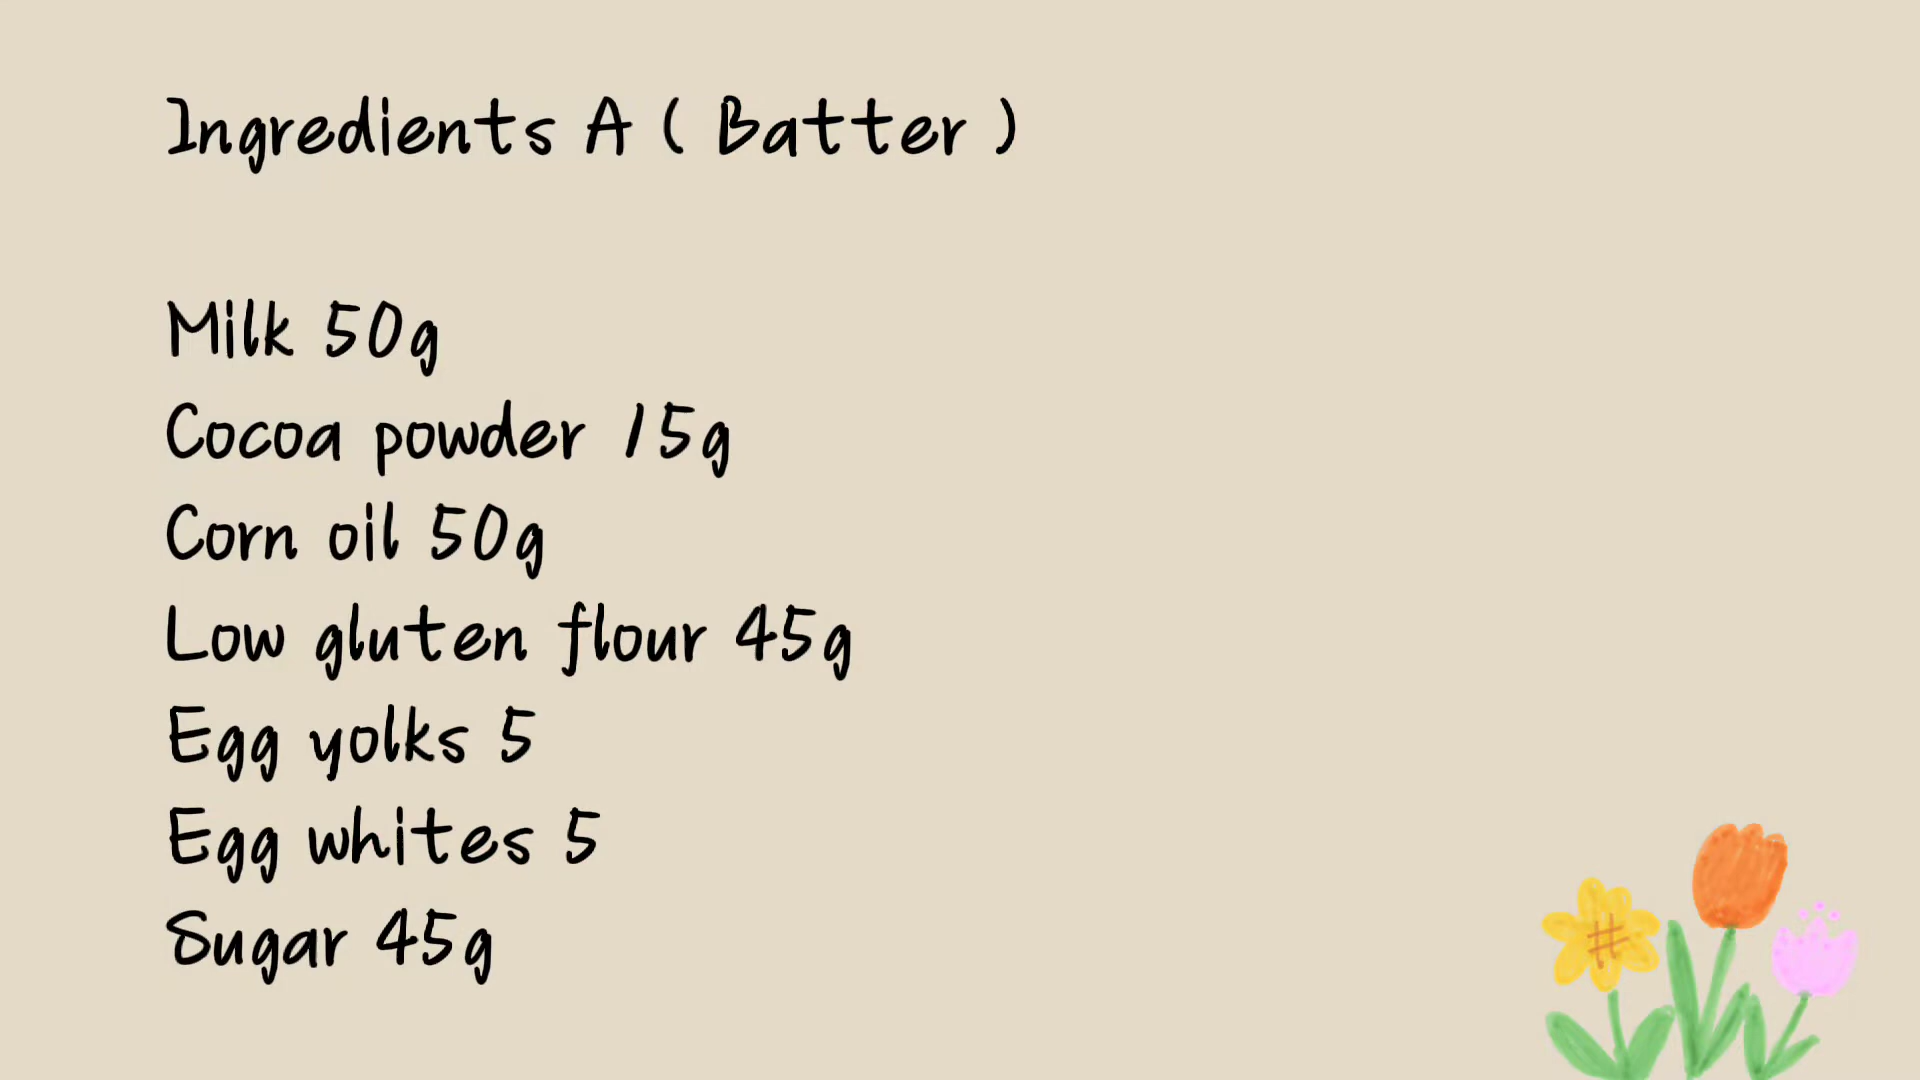 Ingredients A ( Batter )
Milk 50g
Cocoa powder 15g
Corn oil 50g
Low gluten flour 45g
Egg yolks 5
Egg whites 5
Sugar 45g